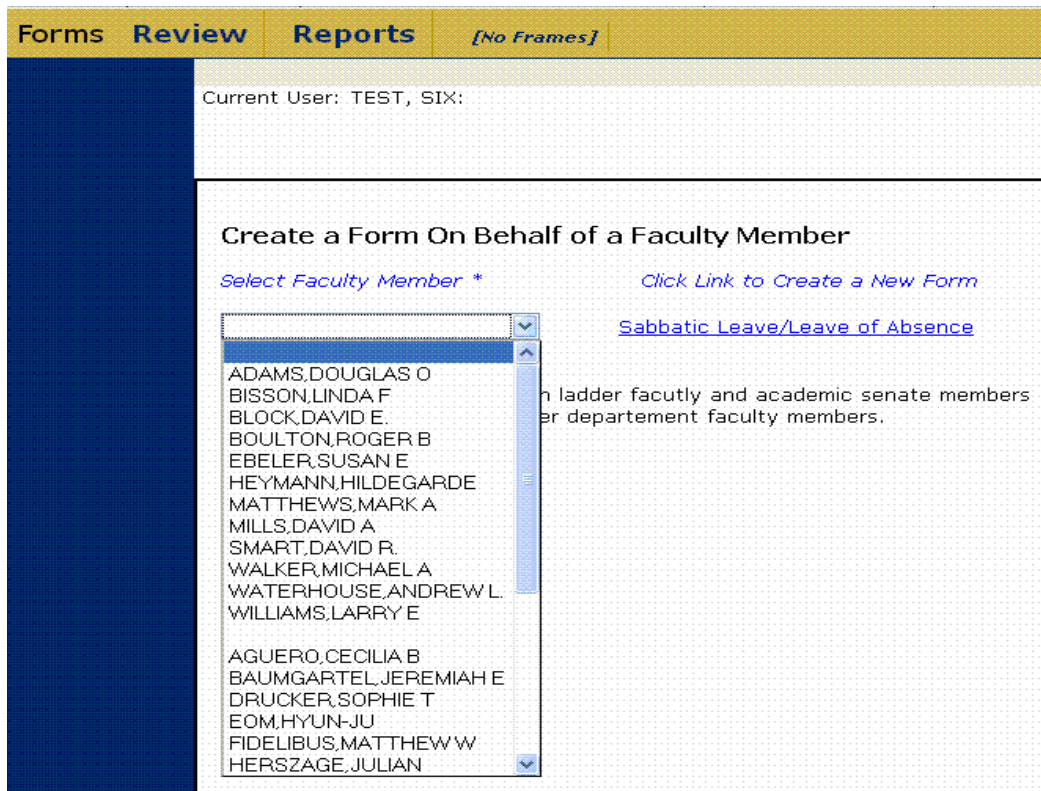 Forms Review Reports [No Frames]
Current User: TEST, SIX:
Create a Form On Behalf of a Faculty Member
Select Faculty Member * Click Link to Create a New Form
Sabbatic Leave/Leave of Absence
ladder facutly and academic senate members
departement faculty members.
ADAMS,DOUGLAS O
BISSON,LINDA F
BLOCK,DAVID E.
BOULTON,ROGER B
EBELER,SUSAN E
HEYMANN,HILDEGARDE
MATTHEWS,MARK A
MILLS,DAVID A
SMART,DAVID R.
WALKER,MICHAEL A
WATERHOUSE,ANDREW L.
WILLIAMS,LARRY E
AGUERO,CECILIA B
BAUMGARTEL,JEREMIAH E
DRUCKER,SOPHIE T
EOM,HYUN-JU
FIDELIBUS,MATTHEW W
HERSZAGE,JULIAN